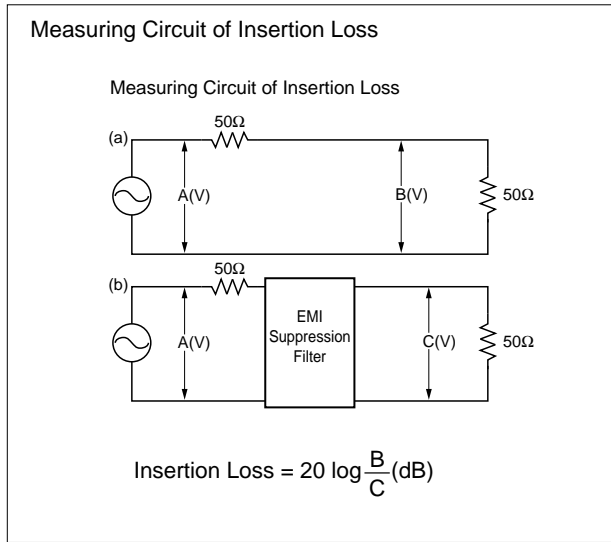 Measuring Circuit of Insertion Loss
Measuring Circuit of Insertion Loss
(a)
50Ω
A(V)
B(V)
50Ω
(b)
50Ω
A(V)
EMI
Suppression
Filter
C(V)
50Ω
Insertion Loss = 20 log B/C (dB)